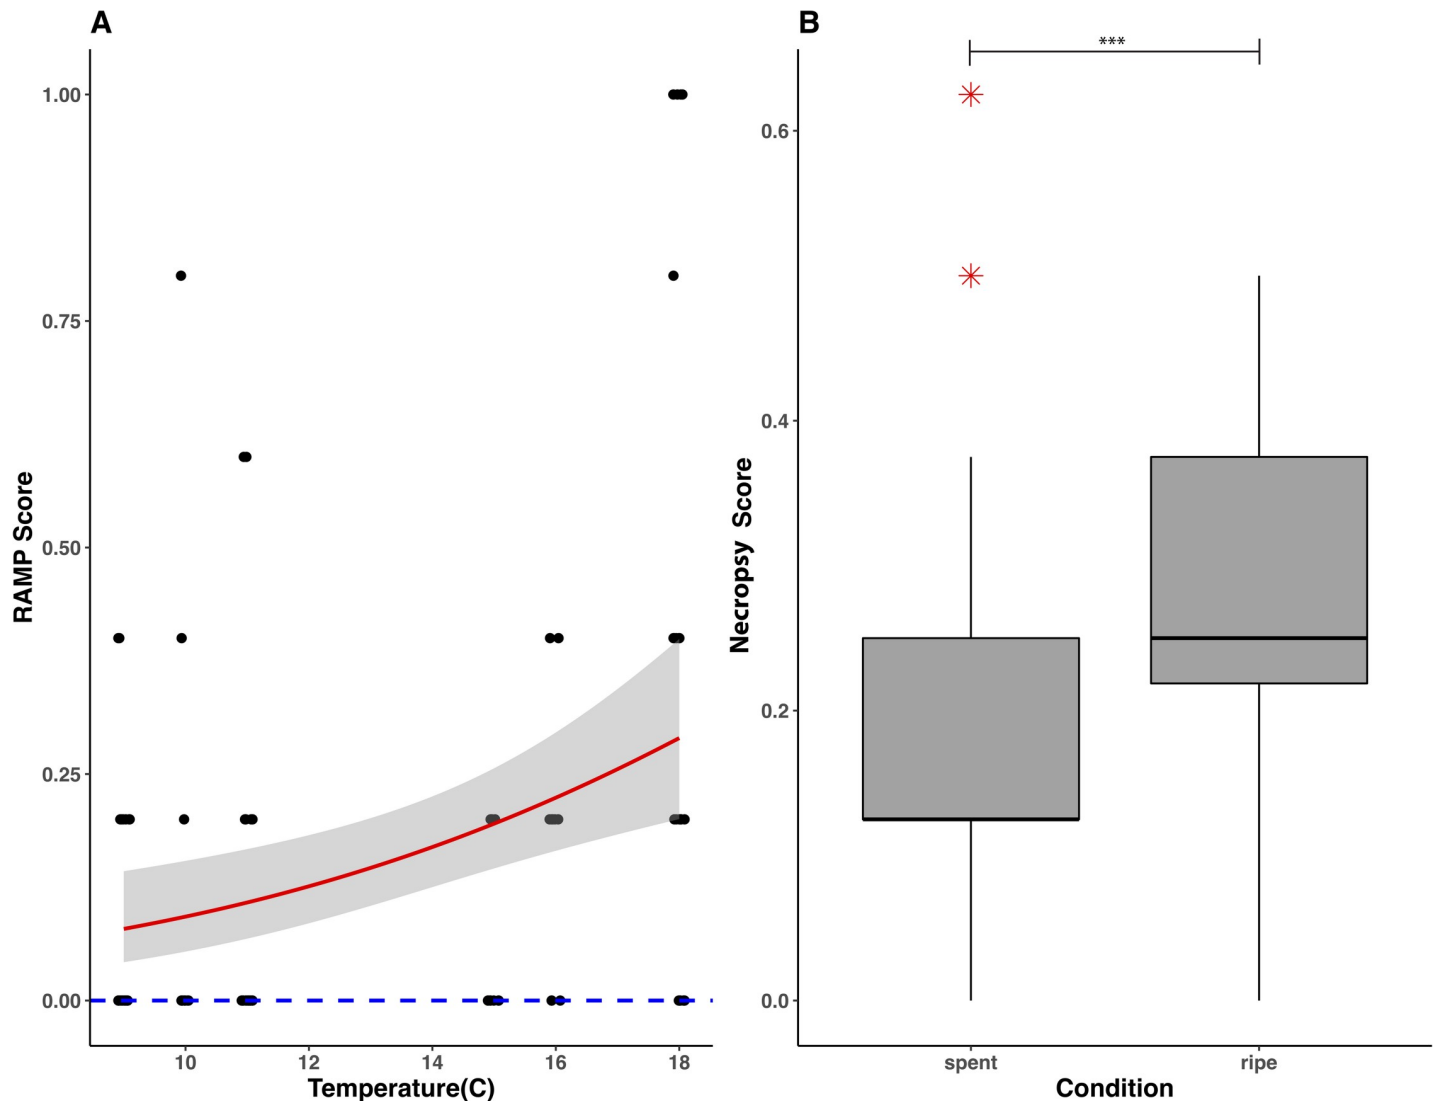 A
RAMP Score
1.00
0.75
0.50
0.25
0.00
10 12 14 16 18
Temperature(C)
B
***
Necropsy Score
0.6
0.4
0.2
0.0
spent ripe
Condition